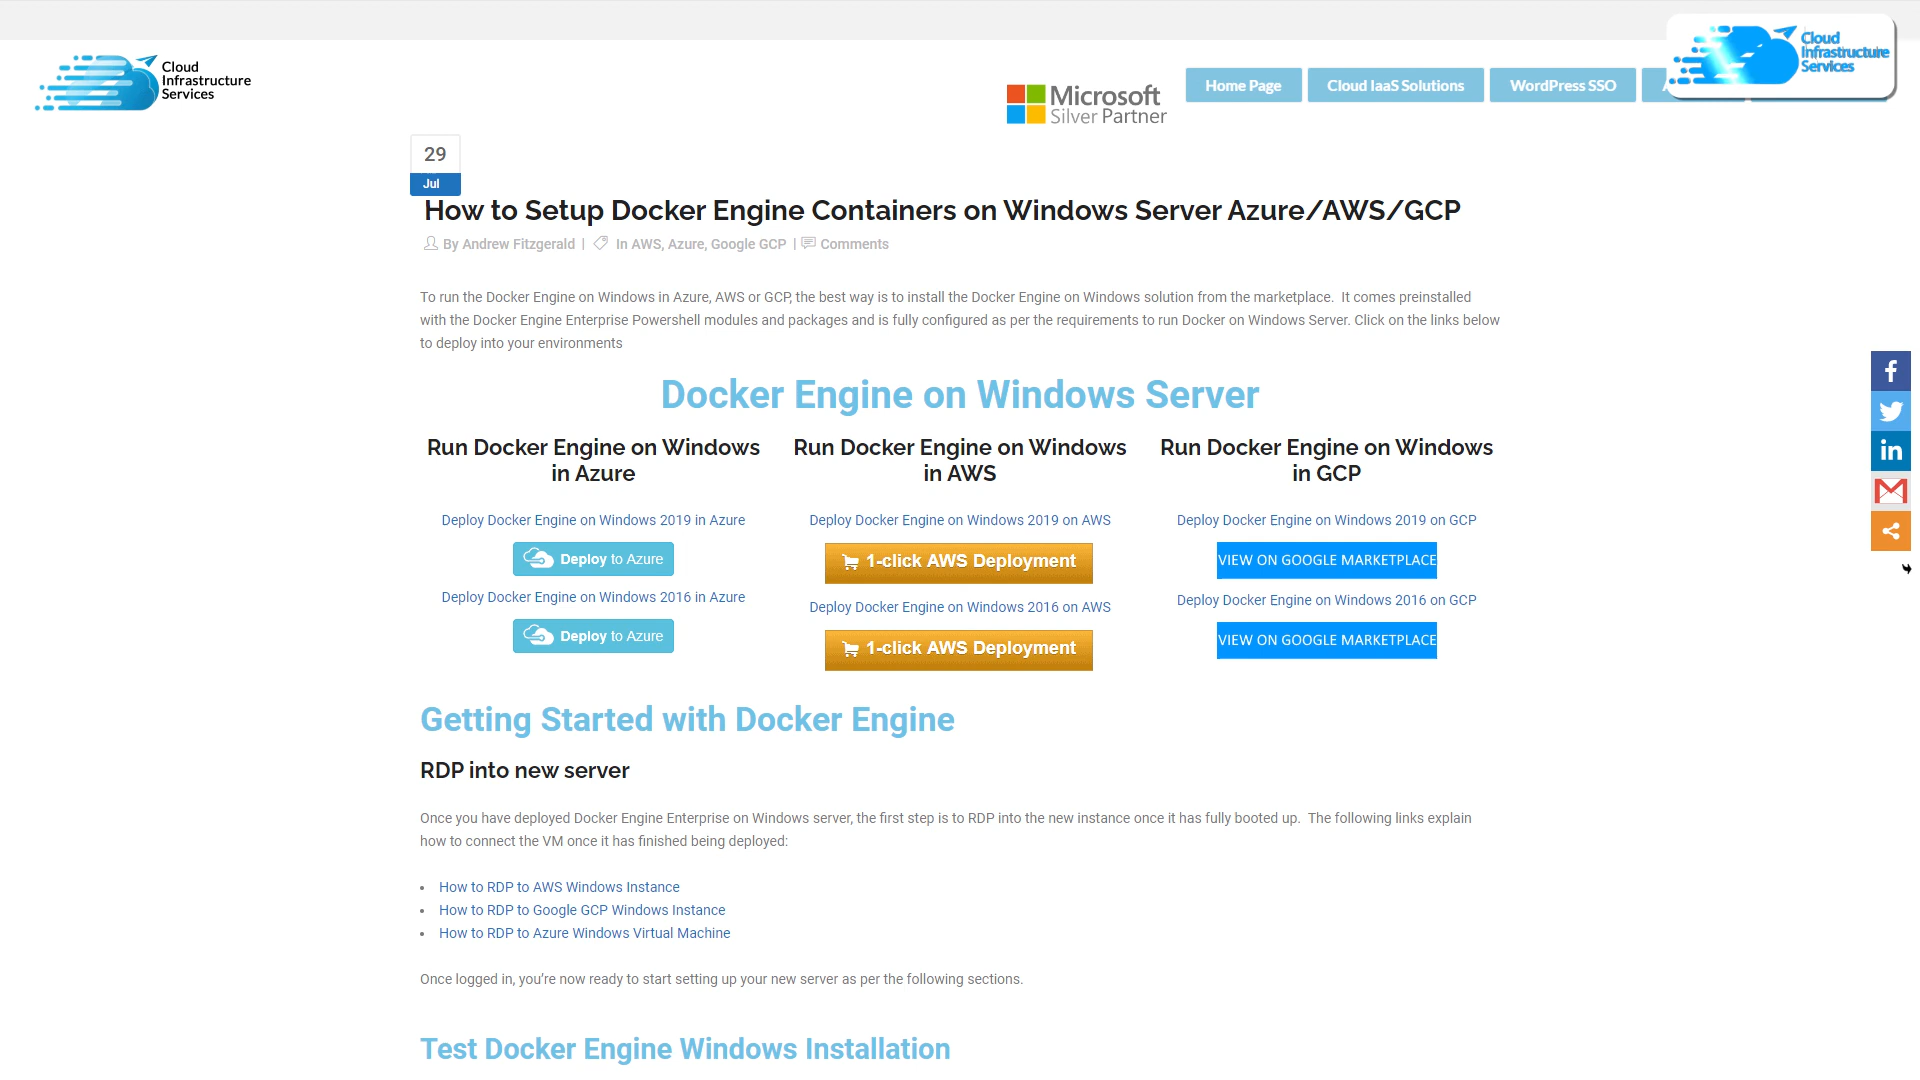 Cloud
Infrastructure
Services
Microsoft
Silver Partner
Home Page
Cloud IaaS Solutions
WordPress SSO
Cloud
Infrastructure
Services
29
Jul
How to Setup Docker Engine Containers on Windows Server Azure/AWS/GCP
By Andrew Fitzgerald | In AWS, Azure, Google GCP | Comments
To run the Docker Engine on Windows in Azure, AWS or GCP, the best way is to install the Docker Engine on Windows solution from the marketplace. It comes preinstalled
with the Docker Engine Enterprise Powershell modules and packages and is fully configured as per the requirements to run Docker on Windows Server. Click on the links below
to deploy into your environments
Docker Engine on Windows Server
Run Docker Engine on Windows
in Azure
Deploy Docker Engine on Windows 2019 in Azure
Deploy to Azure
Deploy Docker Engine on Windows 2016 in Azure
Deploy to Azure
Run Docker Engine on Windows
in AWS
Deploy Docker Engine on Windows 2019 on AWS
1-click AWS Deployment
Deploy Docker Engine on Windows 2016 on AWS
1-click AWS Deployment
Run Docker Engine on Windows
in GCP
Deploy Docker Engine on Windows 2019 on GCP
VIEW ON GOOGLE MARKETPLACE
Deploy Docker Engine on Windows 2016 on GCP
VIEW ON GOOGLE MARKETPLACE
Getting Started with Docker Engine
RDP into new server
Once you have deployed Docker Engine Enterprise on Windows server, the first step is to RDP into the new instance once it has fully booted up. The following links explain
how to connect the VM once it has finished being deployed:
• How to RDP to AWS Windows Instance
• How to RDP to Google GCP Windows Instance
• How to RDP to Azure Windows Virtual Machine
Once logged in, you’re now ready to start setting up your new server as per the following sections.
Test Docker Engine Windows Installation